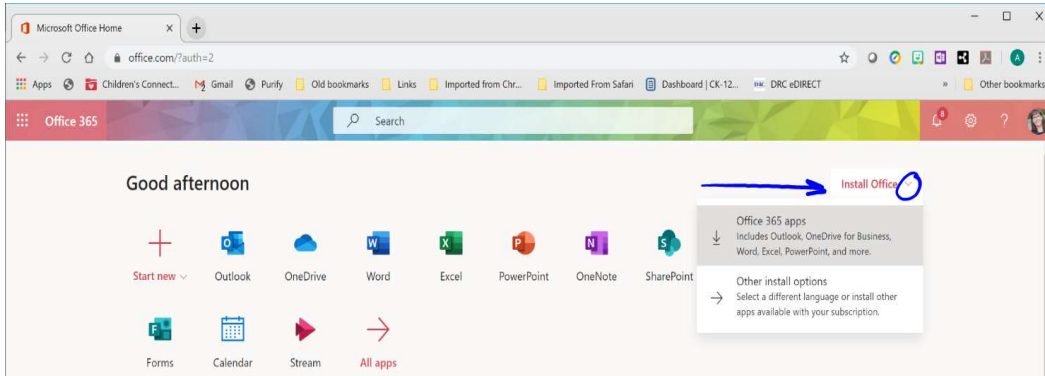 Microsoft Office Home
office.com/?auth=2
Apps Children's Connect... Gmail Purify Old bookmarks Links Imported from Chr... Imported From Safari Dashboard | CK-12... DRC eDIRECT » Other bookmarks
Office 365 Search 8 ?
Good afternoon
Install Office
Office 365 apps
Includes Outlook, OneDrive for Business,
Word, Excel, PowerPoint, and more.
Other install options
Select a different language or install other
apps available with your subscription.
Start new Outlook OneDrive Word Excel PowerPoint OneNote SharePoint
Forms Calendar Stream All apps